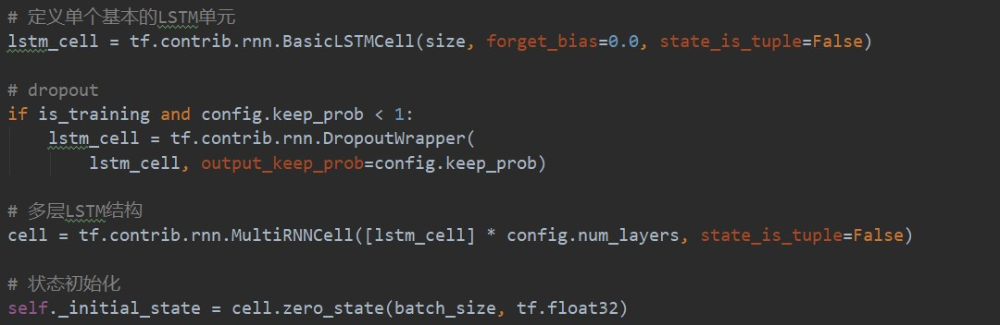 # 定义单个基本的LSTM单元
lstm_cell = tf.contrib.rnn.BasicLSTMCell(size, forget_bias=0.0, state_is_tuple=False)
# dropout
if is_training and config.keep_prob < 1:
    lstm_cell = tf.contrib.rnn.DropoutWrapper(
        lstm_cell, output_keep_prob=config.keep_prob)
# 多层LSTM结构
cell = tf.contrib.rnn.MultiRNNCell([lstm_cell] * config.num_layers, state_is_tuple=False)
# 状态初始化
self._initial_state = cell.zero_state(batch_size, tf.float32)